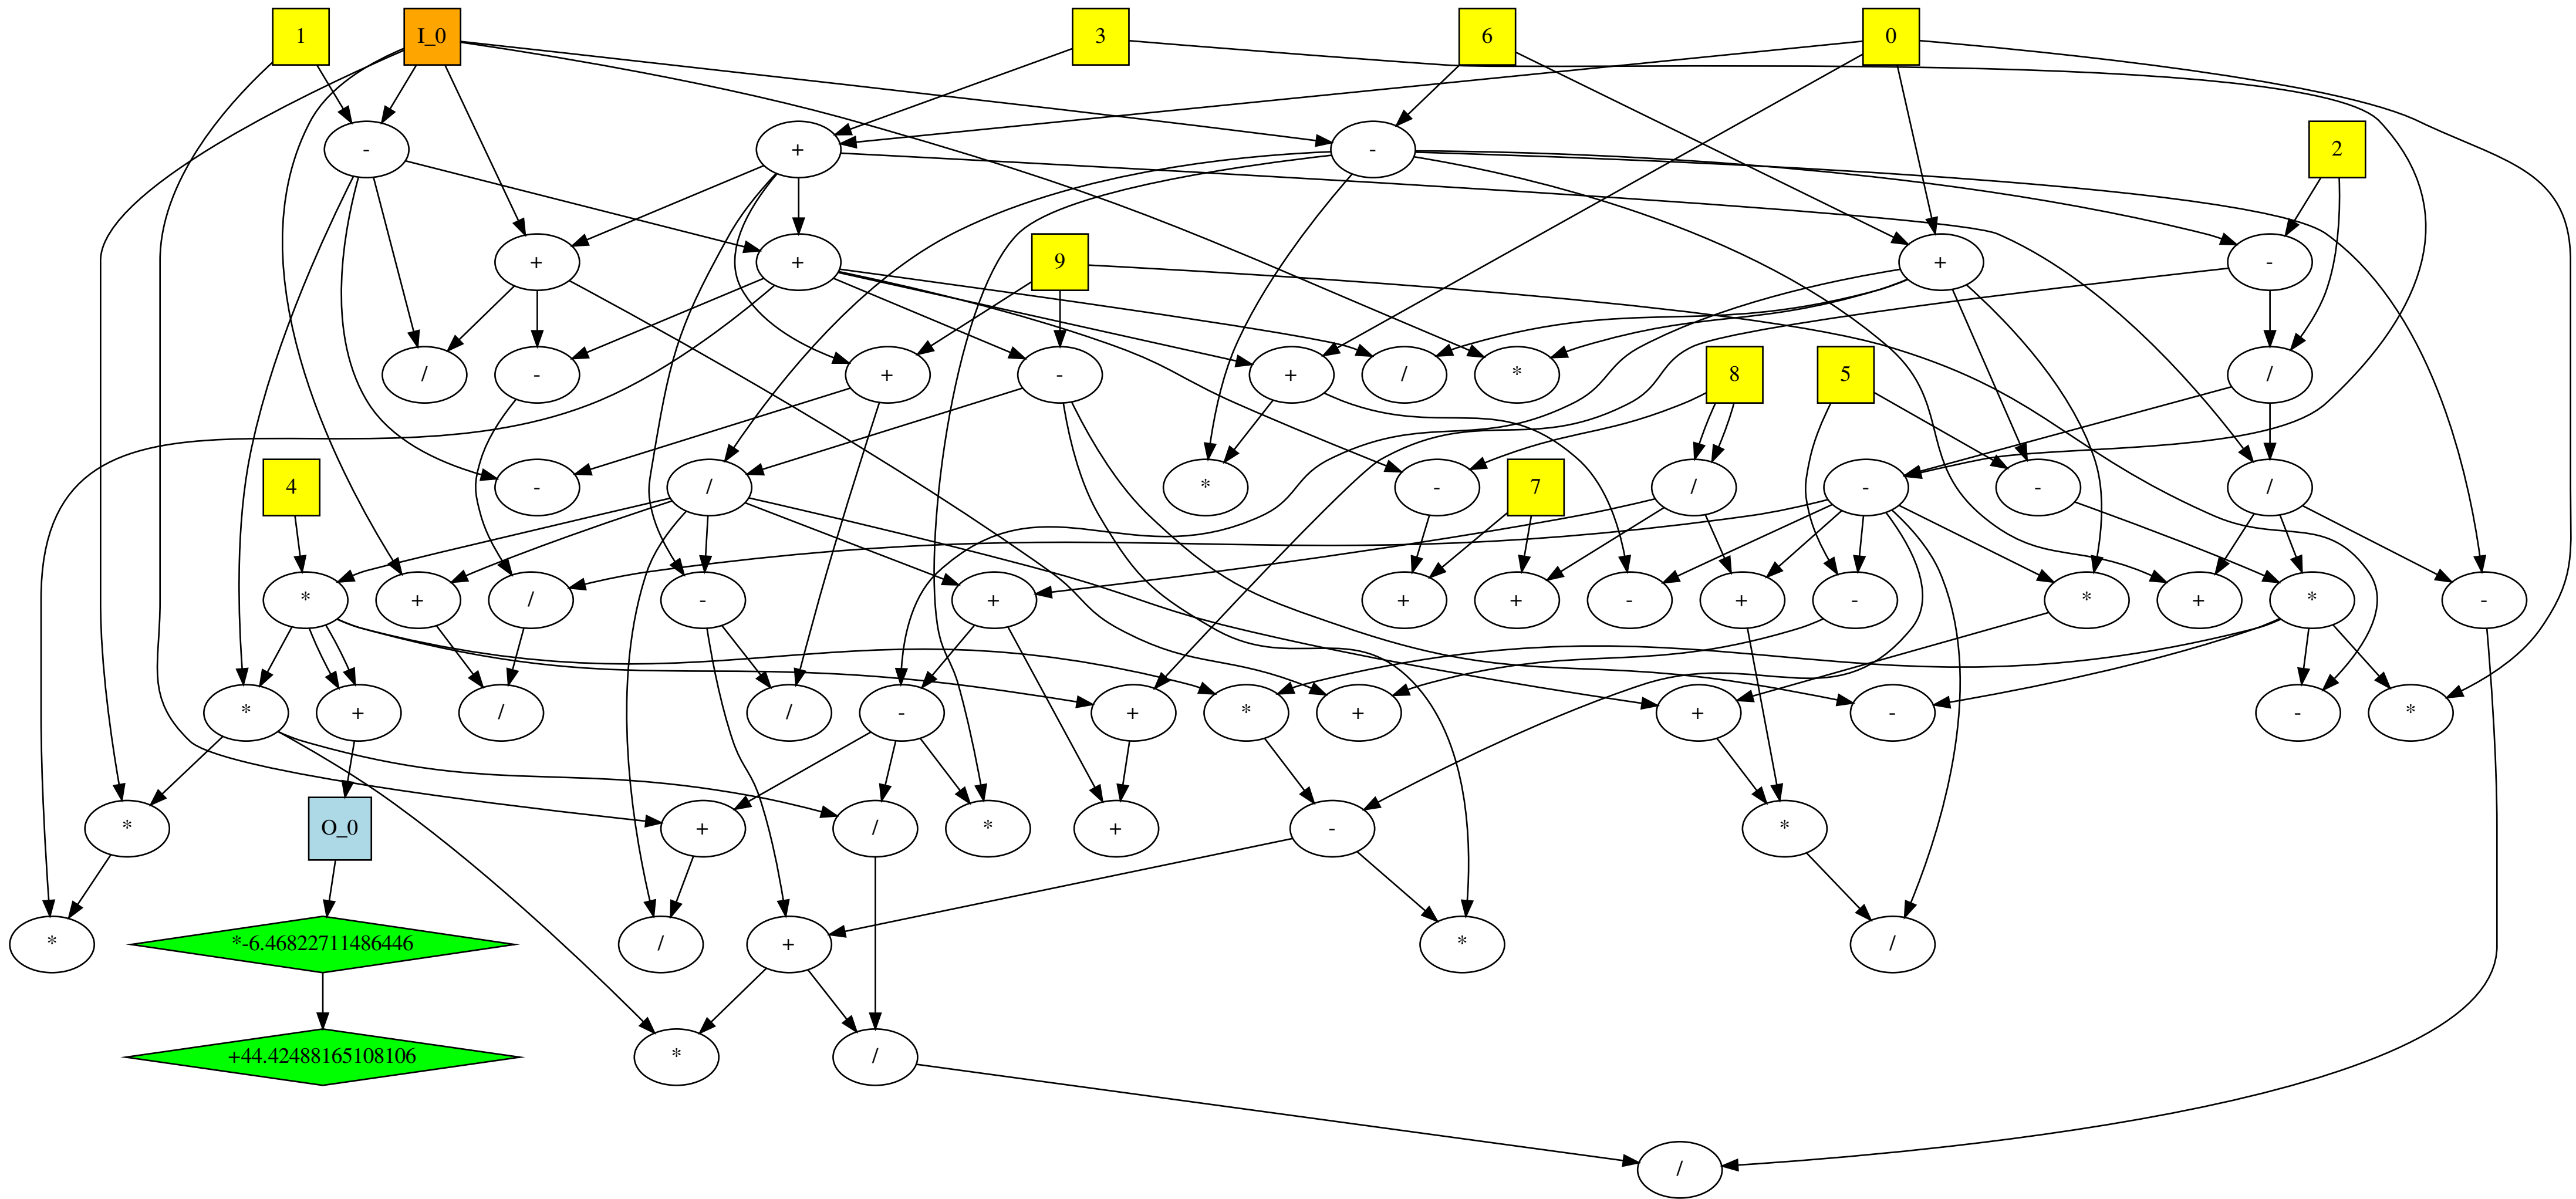 1 I_0 3 6 0
- + - 2
+ + 9 + -
/ - + - + / * 8 5 /
4 - / * - 7 / - - /
* + / - + + + - + - * + * -
* + / / - + * + + - - *
* O_0 + / * + - *
* *-6.46822711486446 / + * /
+44.42488165108106 * /
/